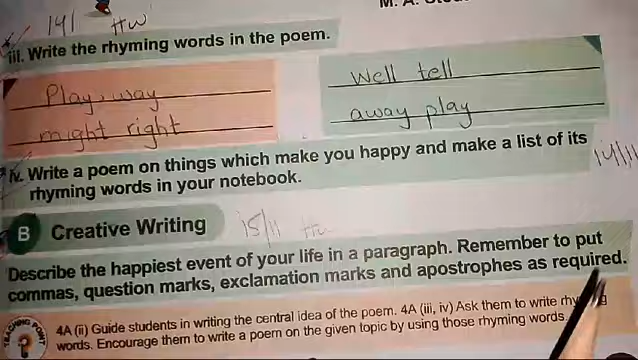 M. A.
14/ HW
iii. Write the rhyming words in the poem.
Play, way
might right
Well tell
away play
iv. Write a poem on things which make you happy and make a list of its
rhyming words in your notebook.
14/11
B Creative Writing 15/11 HW
Describe the happiest event of your life in a paragraph. Remember to put
commas, question marks, exclamation marks and apostrophes as required.
TEACHING POINT
4A (ii) Guide students in writing the central idea of the poem. 4A (iii, iv) Ask them to write
words. Encourage them to write a poem on the given topic by using those rhyming words.